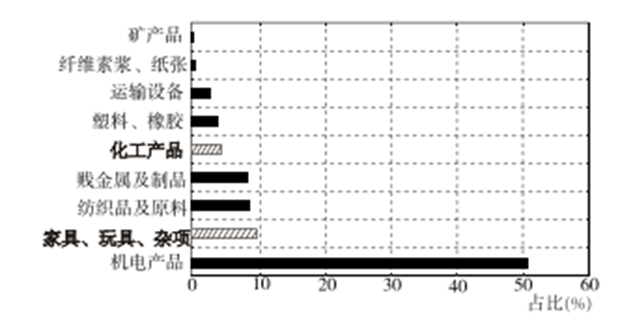 矿产品
纤维素浆、纸张
运输设备
塑料、橡胶
化工产品
贱金属及制品
纺织品及原料
家具、玩具、杂项
机电产品
0 10 20 30 40 50 60
占比(%)